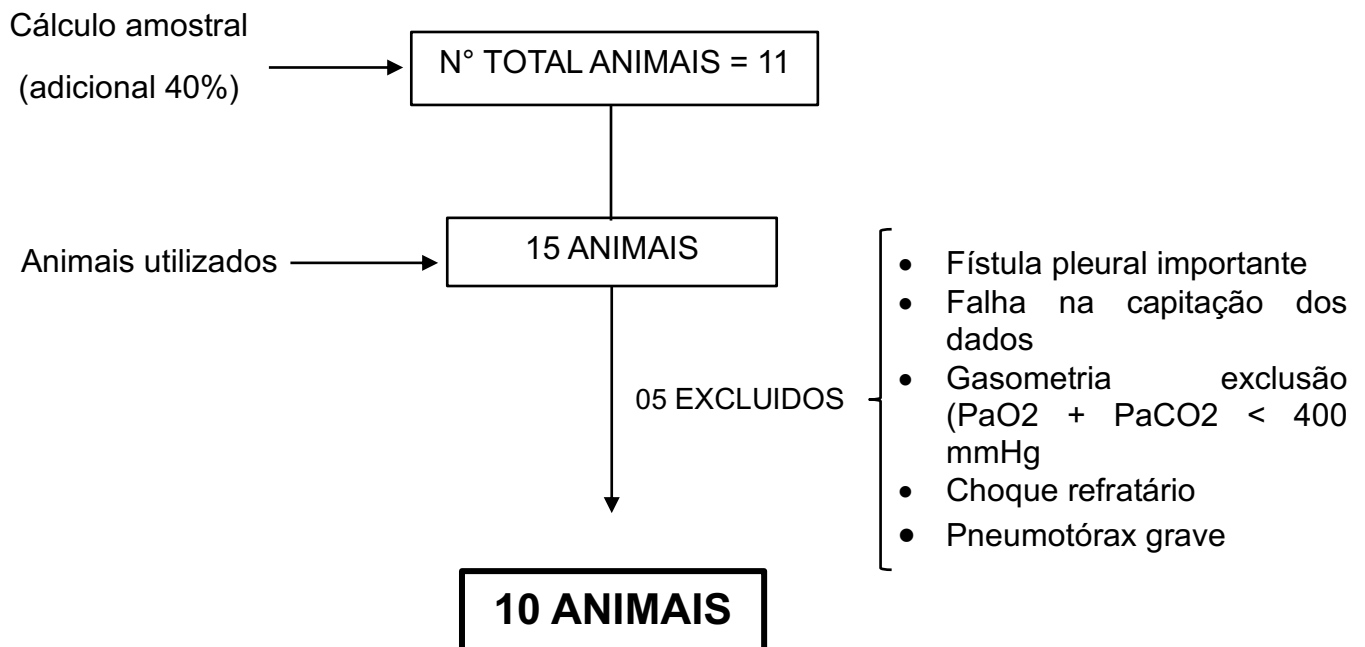 Cálculo amostral
(adicional 40%)
N° TOTAL ANIMAIS = 11
Animais utilizados
15 ANIMAIS
05 EXCLUIDOS
• Fístula pleural importante
• Falha na capitação dos
dados
• Gasometria exclusão
(PaO2 + PaCO2 < 400
mmHg
• Choque refratário
• Pneumotórax grave
10 ANIMAIS